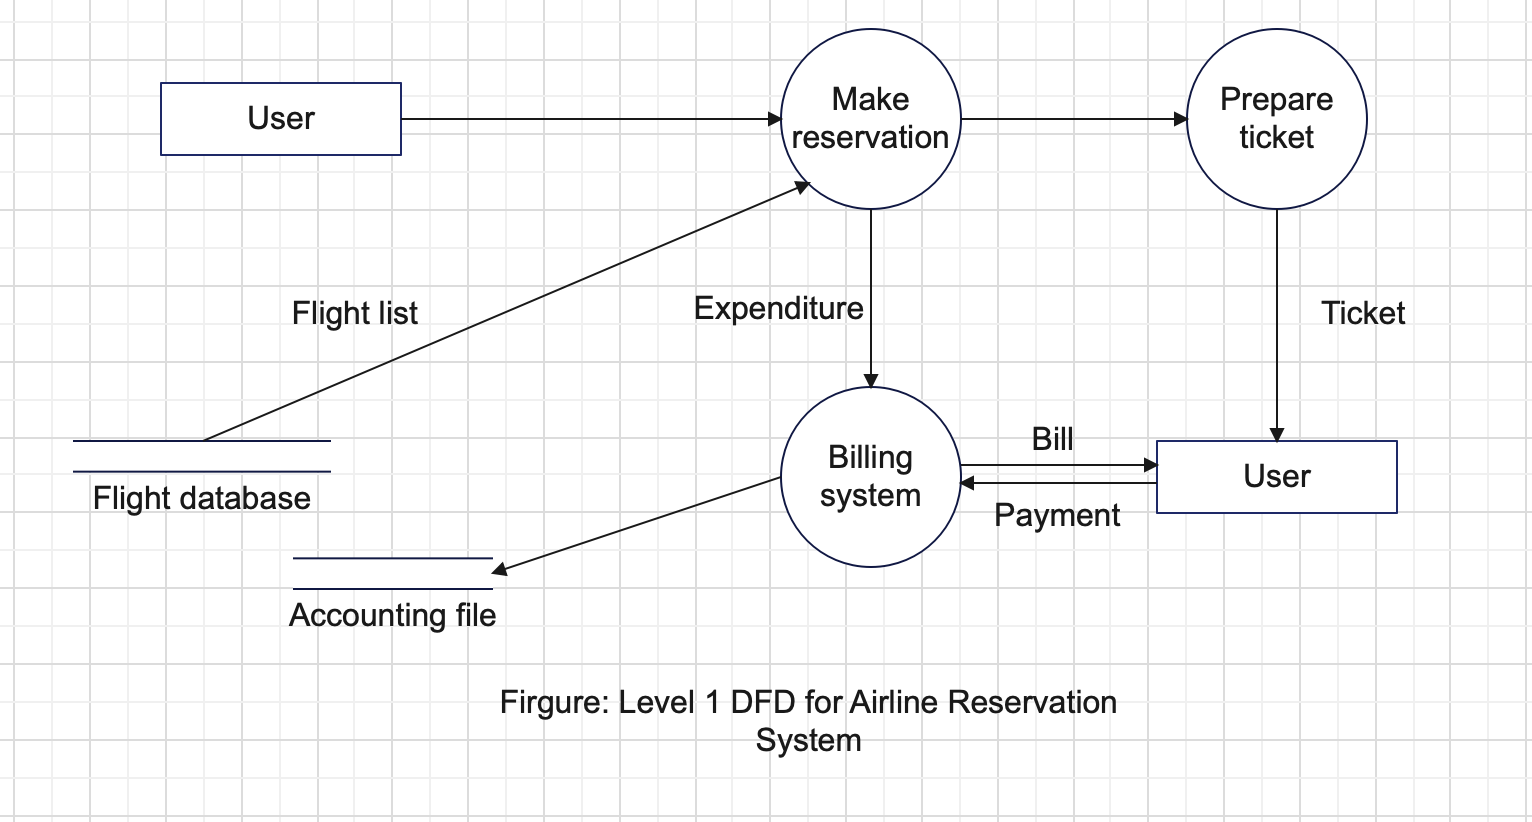 User
Make
reservation
Prepare
ticket
Flight list
Expenditure
Ticket
Flight database
Billing
system
Bill
Payment
User
Accounting file
Firgure: Level 1 DFD for Airline Reservation
System